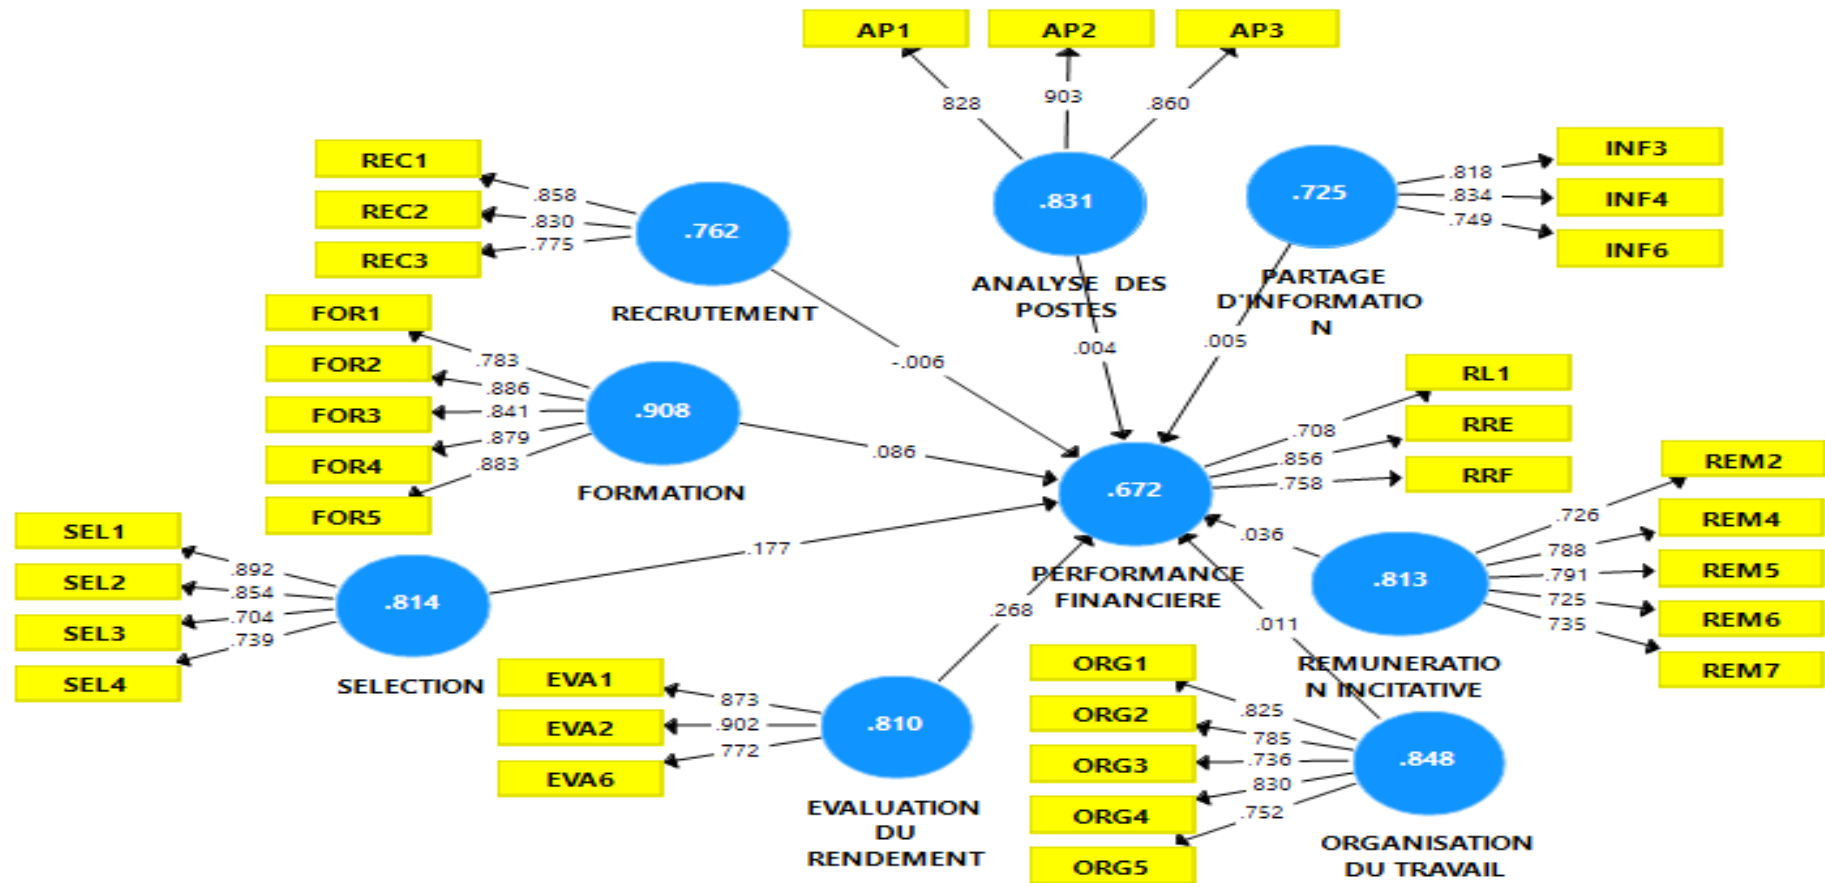 AP1 AP2 AP3
828 903 .860
REC1
REC2
REC3
.858
.830
.775
.762
RECRUTEMENT
.831
ANALYSE DES
POSTES
.725
PARTAGE
D'INFORMATIO
N
.818
.834
.749
INF3
INF4
INF6
-.006
.004
.005
FOR1
FOR2
FOR3
FOR4
FOR5
.783
.886
.841
.879
.883
.908
FORMATION
.086
.672
PERFORMANCE
FINANCIERE
.708
.856
.758
RL1
RRE
RRF
SEL1
SEL2
SEL3
SEL4
.892
.854
.704
.739
.814
SELECTION
.177
.268
.036
.011
.813
REMUNERATIO
N INCITATIVE
.726
788
.791
725
735
REM2
REM4
REM5
REM6
REM7
EVA1
EVA2
EVA6
873
.902
772
.810
EVALUATION
DU
RENDEMENT
ORG1
ORG2
ORG3
ORG4
ORG5
.825
785
.736
830
.752
.848
ORGANISATION
DU TRAVAIL